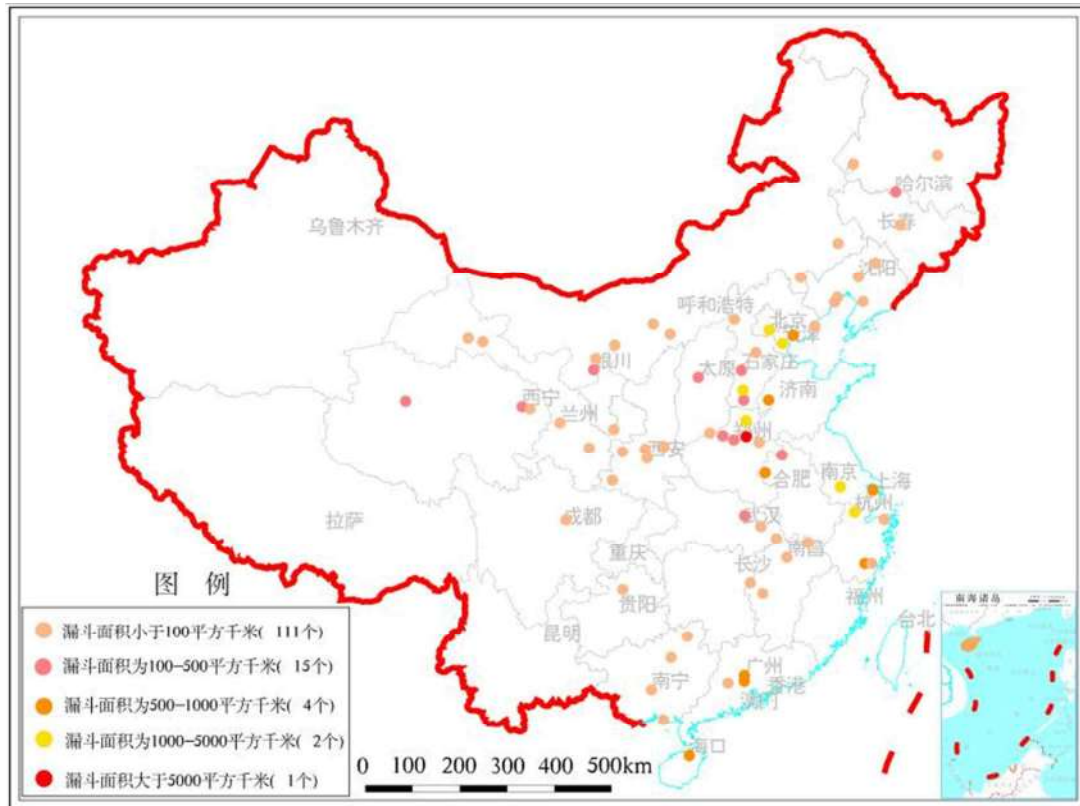 哈尔滨
长春
乌鲁木齐
沈阳
呼和浩特
北京
天津
银川
太原
石家庄
西宁
济南
兰州
郑州
西安
南京
上海
合肥
杭州
拉萨
成都
武汉
重庆
南昌
长沙
图 例
贵阳
福州
南海诸岛
漏斗面积小于100平方千米( 111个)
台北
昆明
漏斗面积为100-500平方千米( 15个)
广州
南宁
香港
澳门
漏斗面积为500-1000平方千米( 4个)
漏斗面积为1000-5000平方千米( 2个)
海口
漏斗面积大于5000平方千米( 1个)
0 100 200 300 400 500km